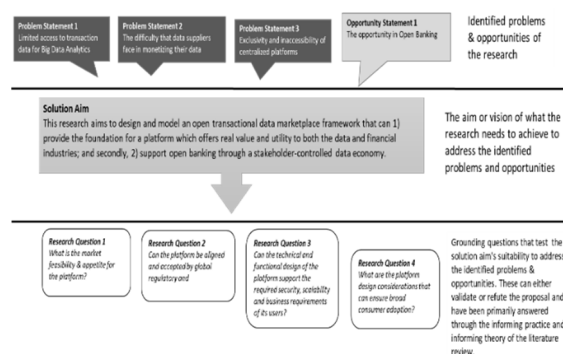 Problem Statement 1
Limited access to transaction
data for Big Data Analytics
Problem Statement 2
The difficulty that data suppliers
face in monetizing their data
Problem Statement 3
Exclusivity and inaccessibility of
centralized platforms
Opportunity Statement 1
The opportunity in Open Banking
Identified problems
& opportunities of
the research
Solution Aim
This research aims to design and model an open transactional data marketplace framework that can 1)
provide the foundation for a platform which offers real value and utility to both the data and financial
industries; and secondly, 2) support open banking through a stakeholder-controlled data economy.
The aim or vision of what the
research needs to achieve to
address the identified
problems and opportunities
Research Question 1
What is the market
feasibility & appetite for
the platform?
Research Question 2
Can the platform be aligned
and accepted by global
regulatory and
Research Question 3
Can the technical and
functional design of the
platform support the
required security, scalability
and business requirements
of its users?
Research Question 4
What are the platform
design considerations that
can ensure broad
consumer adoption?
Grounding questions that test the
solution aim's suitability to address
the identified problems &
opportunities. These can either
validate or refute the proposal and
have been primarily answered
through the informing practice and
informing theory of the literature
review